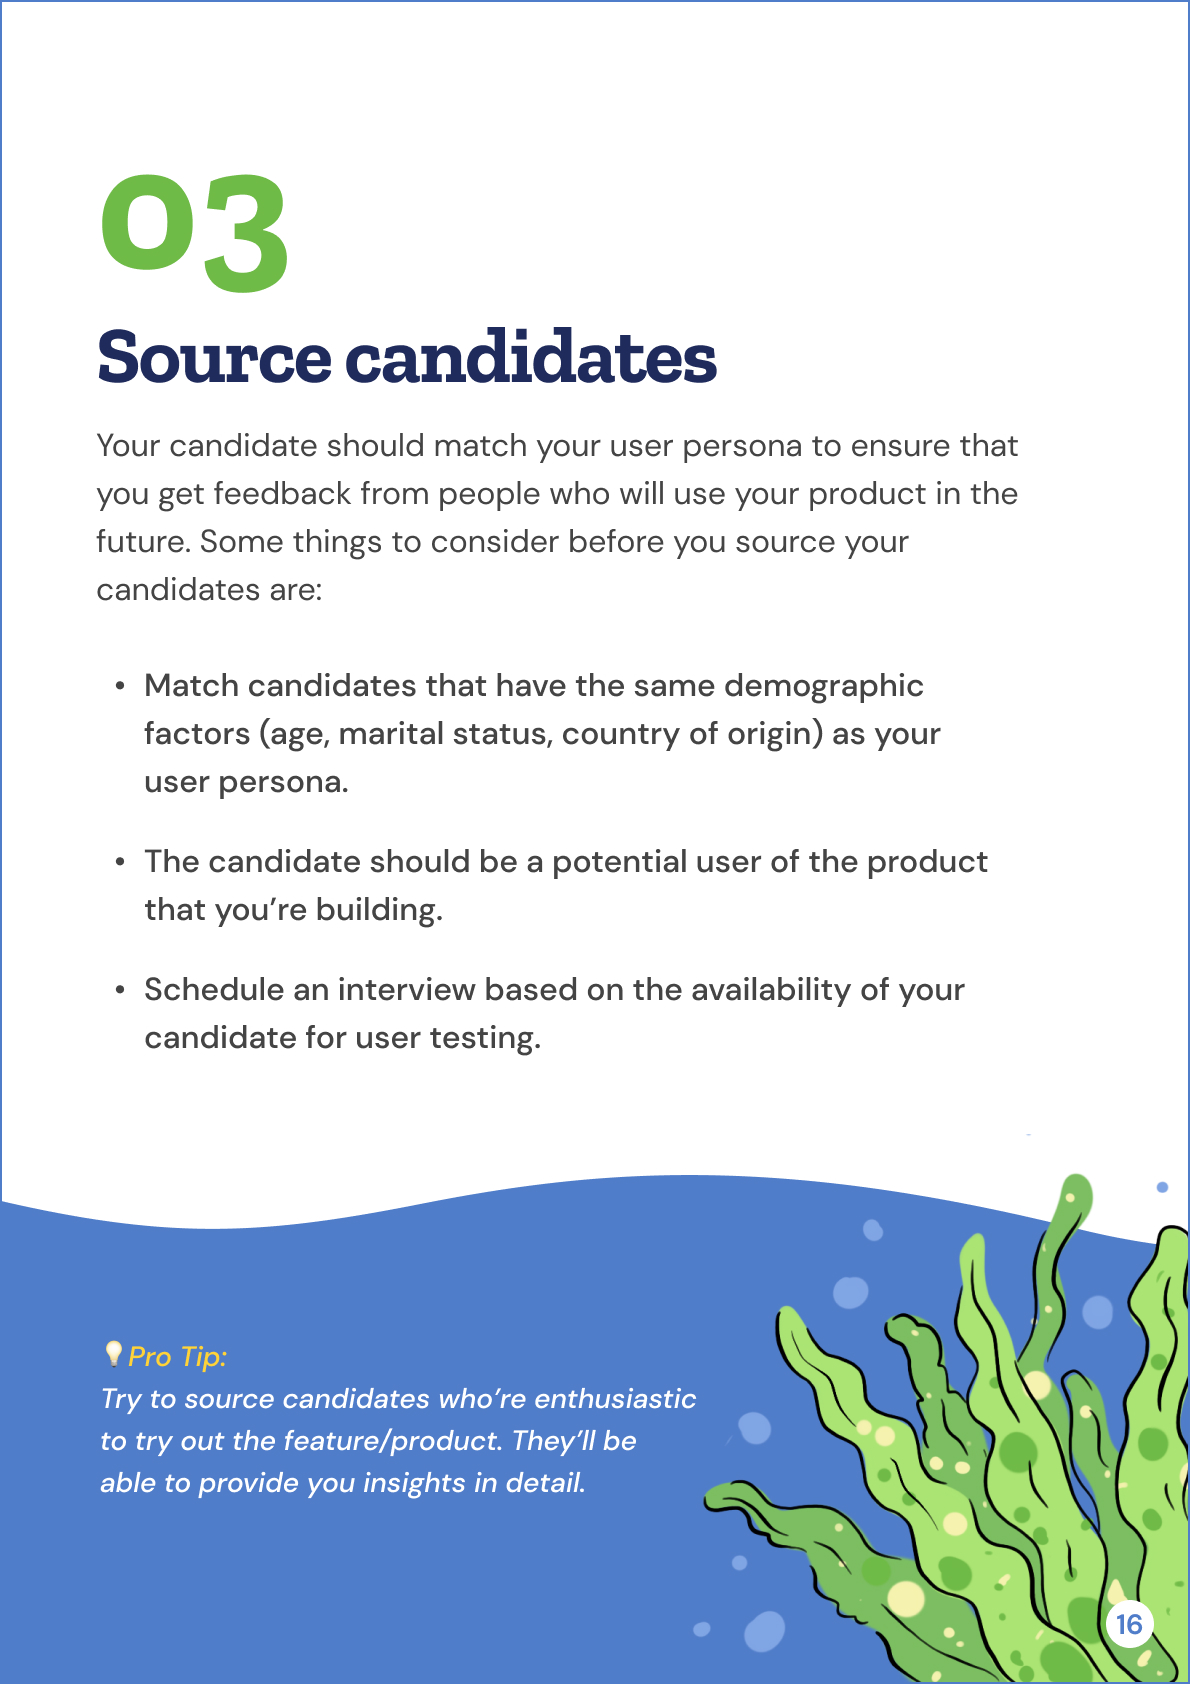 03
Source candidates
Your candidate should match your user persona to ensure that
you get feedback from people who will use your product in the
future. Some things to consider before you source your
candidates are:
• Match candidates that have the same demographic
factors (age, marital status, country of origin) as your
user persona.
• The candidate should be a potential user of the product
that you’re building.
• Schedule an interview based on the availability of your
candidate for user testing.
💡Pro Tip:
Try to source candidates who’re enthusiastic
to try out the feature/product. They’ll be
able to provide you insights in detail.
16